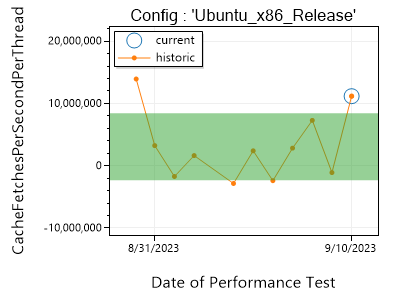 Config : 'Ubuntu_x86_Release'
current
historic
CacheFetchesPerSecondPerThread
20,000,000
10,000,000
0
-10,000,000
8/31/2023
9/10/2023
Date of Performance Test